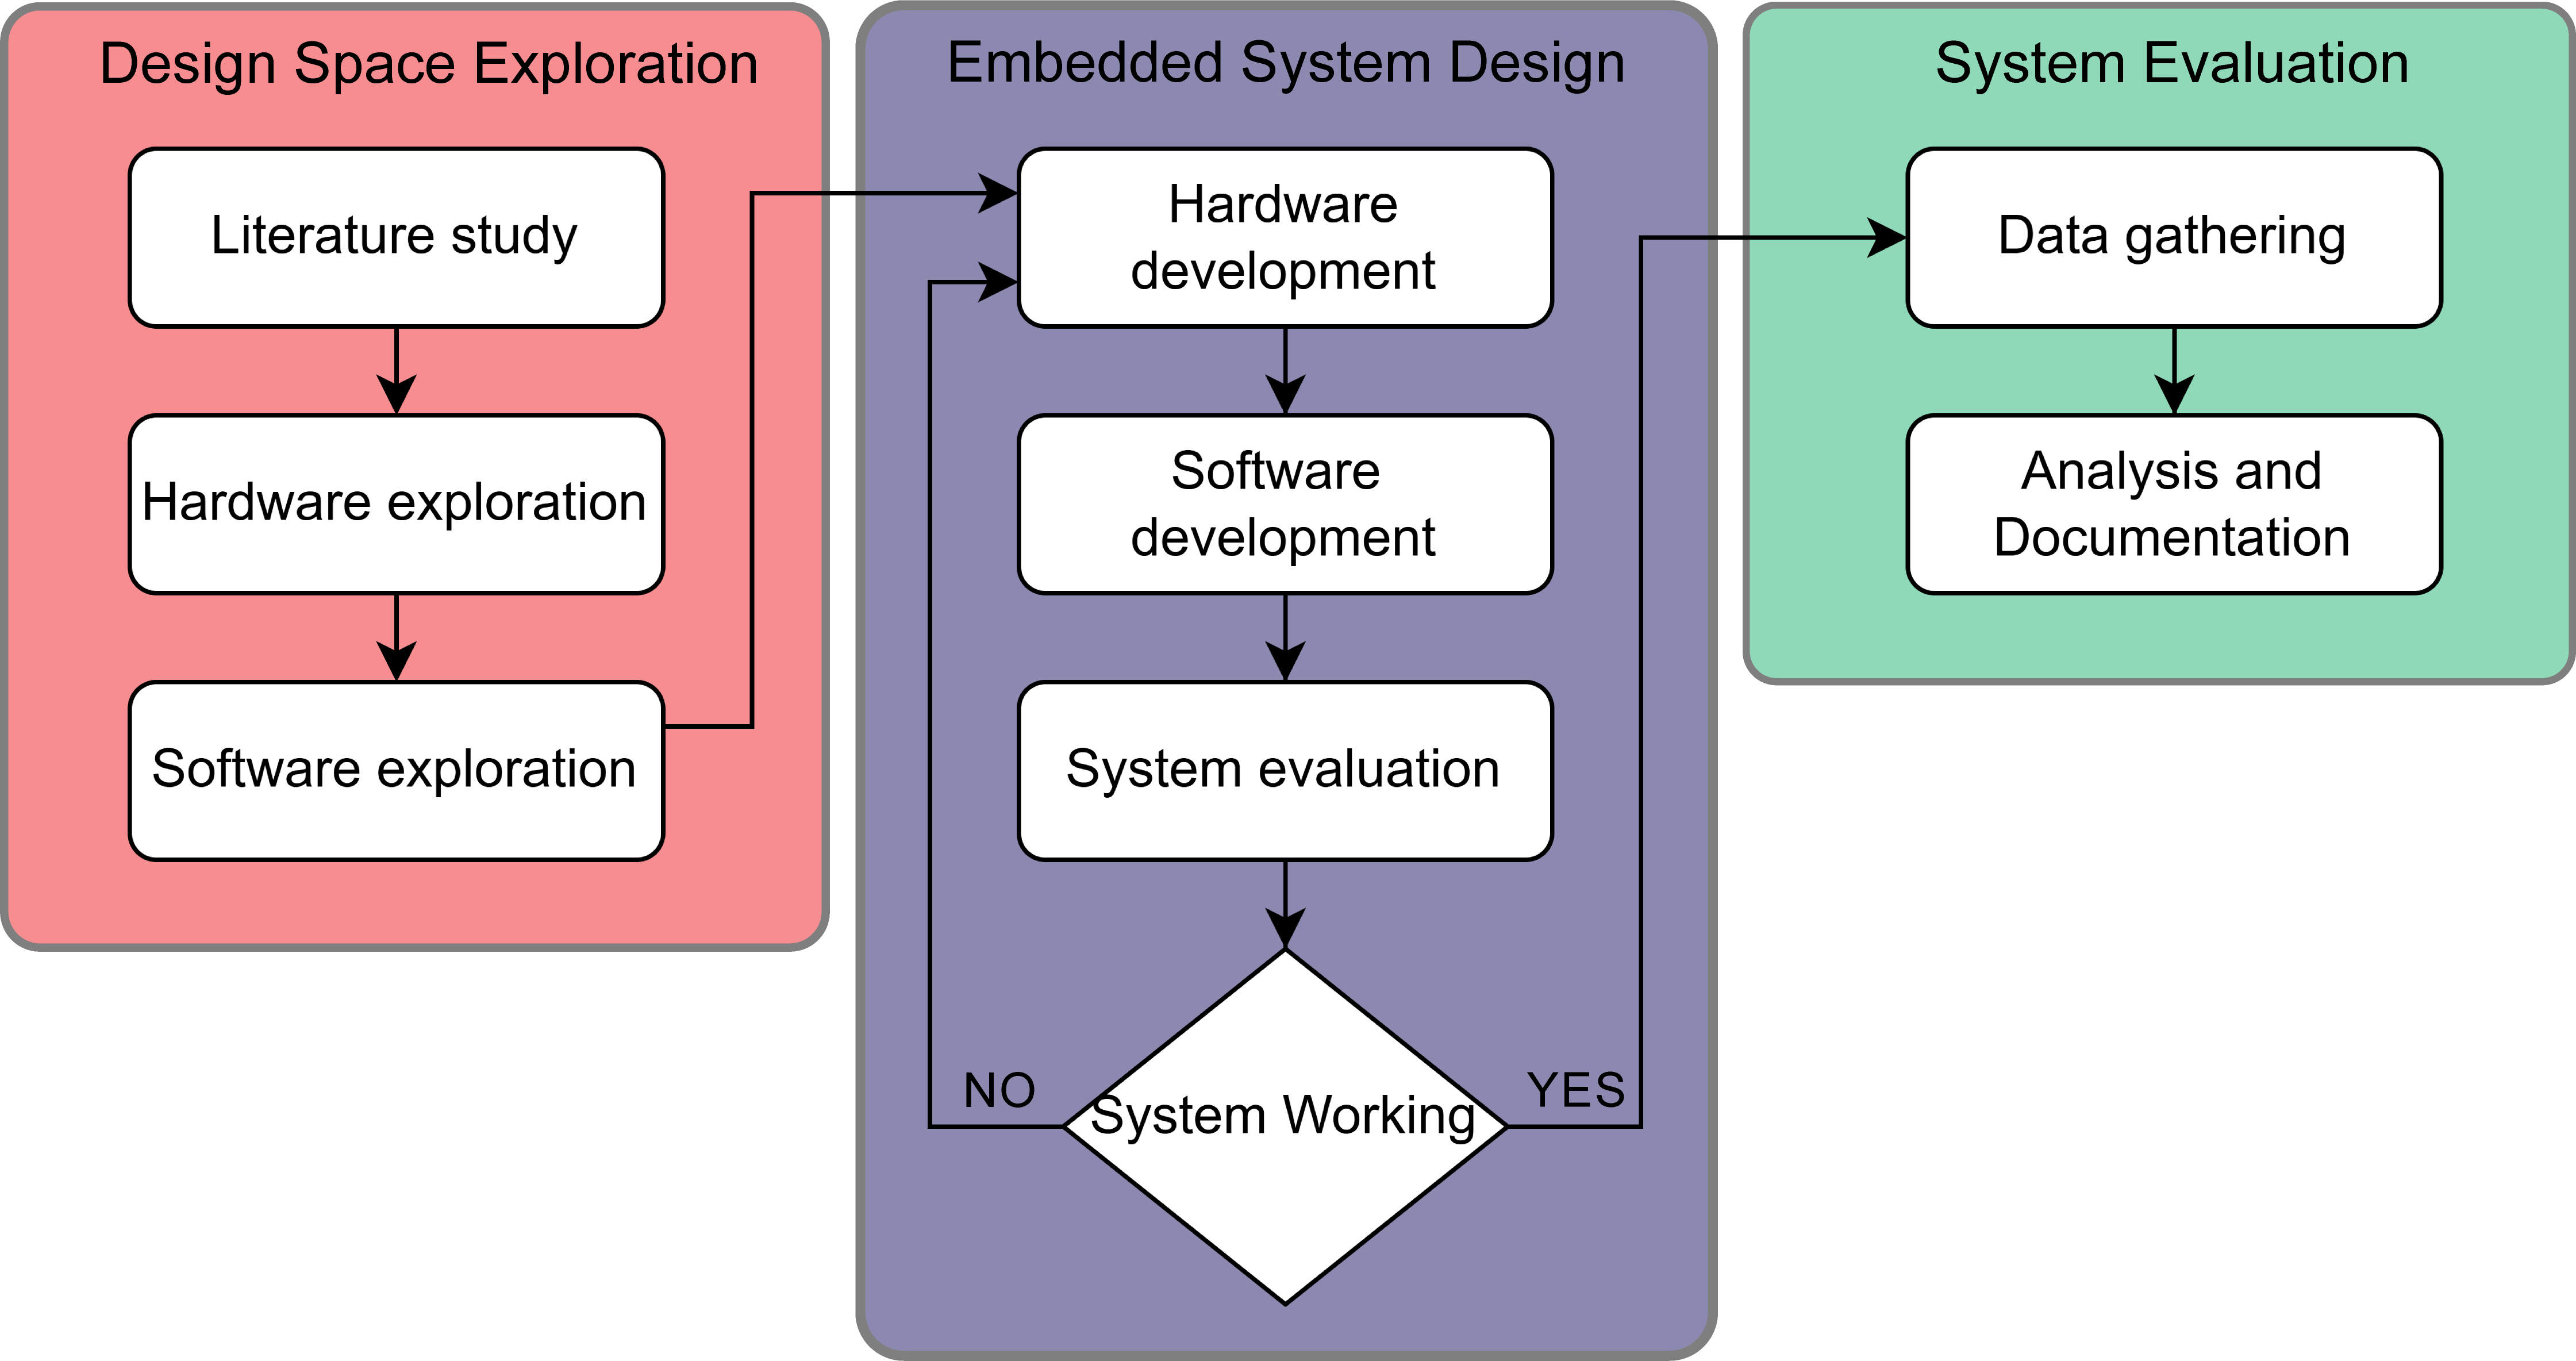 Design Space Exploration
Literature study
Hardware exploration
Software exploration
Embedded System Design
Hardware
development
Software
development
System evaluation
System Working
NO
YES
System Evaluation
Data gathering
Analysis and
Documentation